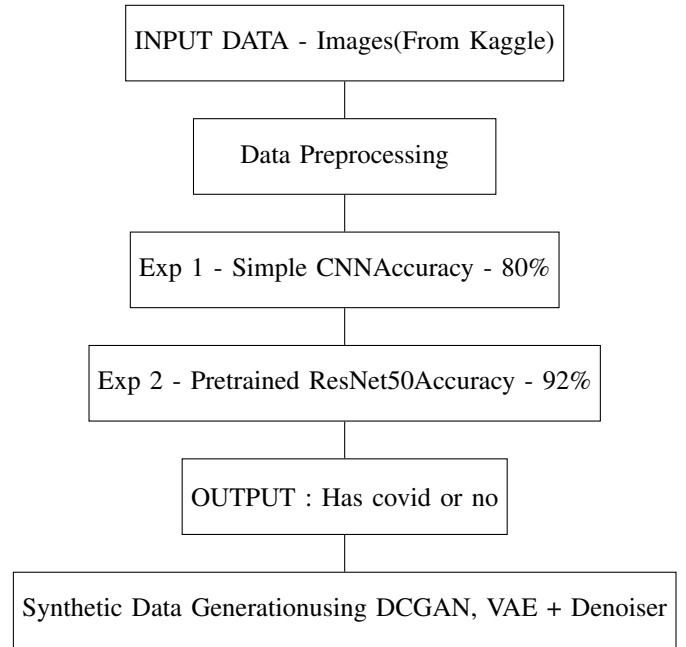 INPUT DATA - Images(From Kaggle)
Data Preprocessing
Exp 1 - Simple CNNAccuracy - 80%
Exp 2 - Pretrained ResNet50Accuracy - 92%
OUTPUT : Has covid or no
Synthetic Data Generationusing DCGAN, VAE + Denoiser